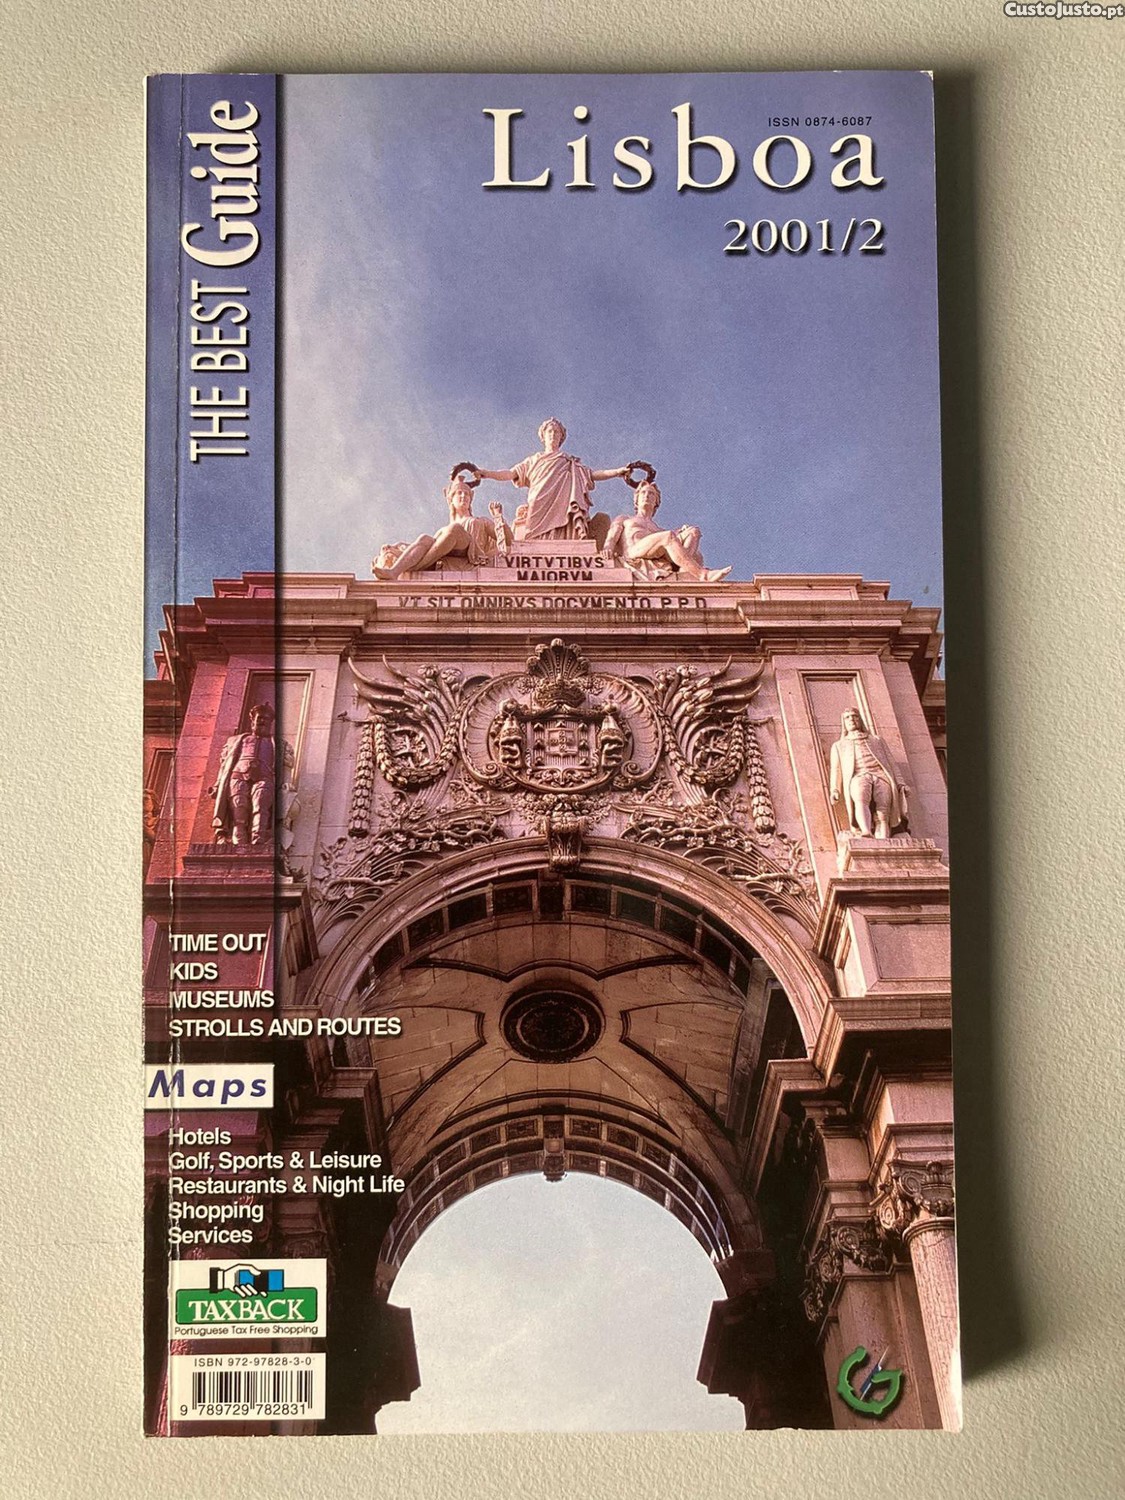 CustoJusto.pt
THE BEST Guide
ISSN 0874-6087
Lisboa
2001/2
VIRTVTIBVS
MAIORVM
VT SIT OMNIBVS DOCVMENTO P.P.D.
TIME OUT
KIDS
MUSEUMS
STROLLS AND ROUTES
Maps
Hotels
Golf, Sports & Leisure
Restaurants & Night Life
Shopping
Services
TAXBACK
Portuguese Tax Free Shopping
ISBN 972-97828-3-0
9 789729 782831